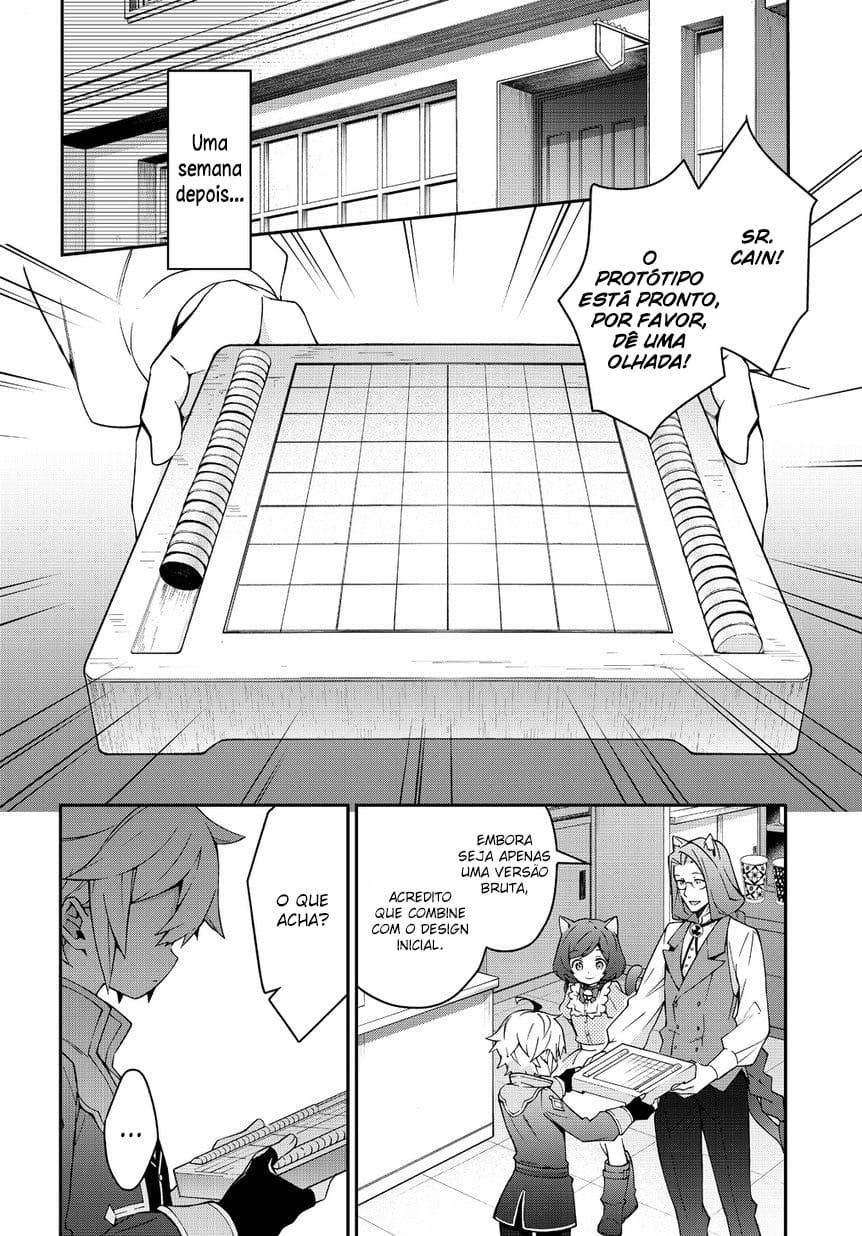 Uma
semana
depois...
SR.
CAIN!
O
PROTÓTIPO
ESTÁ PRONTO,
POR FAVOR,
DÊ UMA
OLHADA!
EMBORA
SEJA APENAS
UMA VERSÃO
BRUTA,
ACREDITO
QUE COMBINE
COM O DESIGN
INICIAL.
O QUE
ACHA?
...